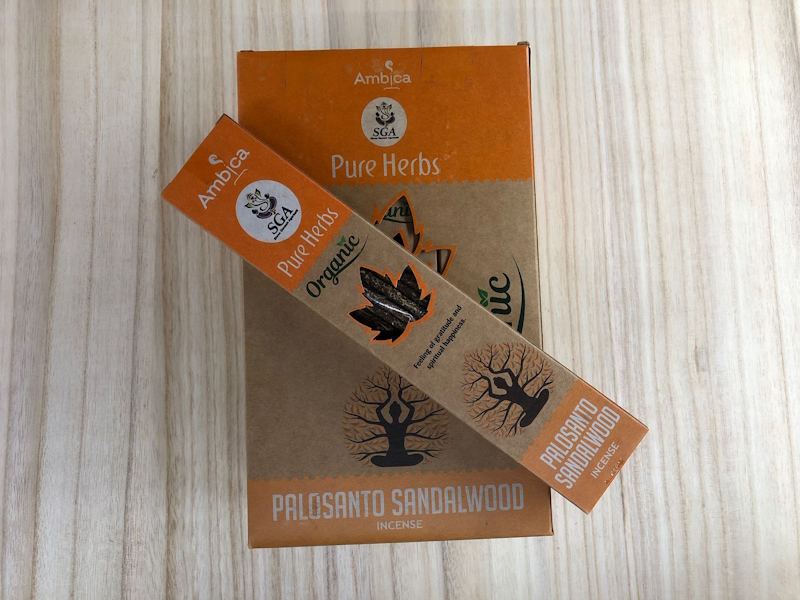 Ambica
SGA
Pure Herbs
PALOSANTO SANDALWOOD
INCENSE
Ambica
SGA
Pure Herbs
Organic
Feeling of gratitude and
spiritual happiness.
PALOSANTO
SANDALWOOD
INCENSE